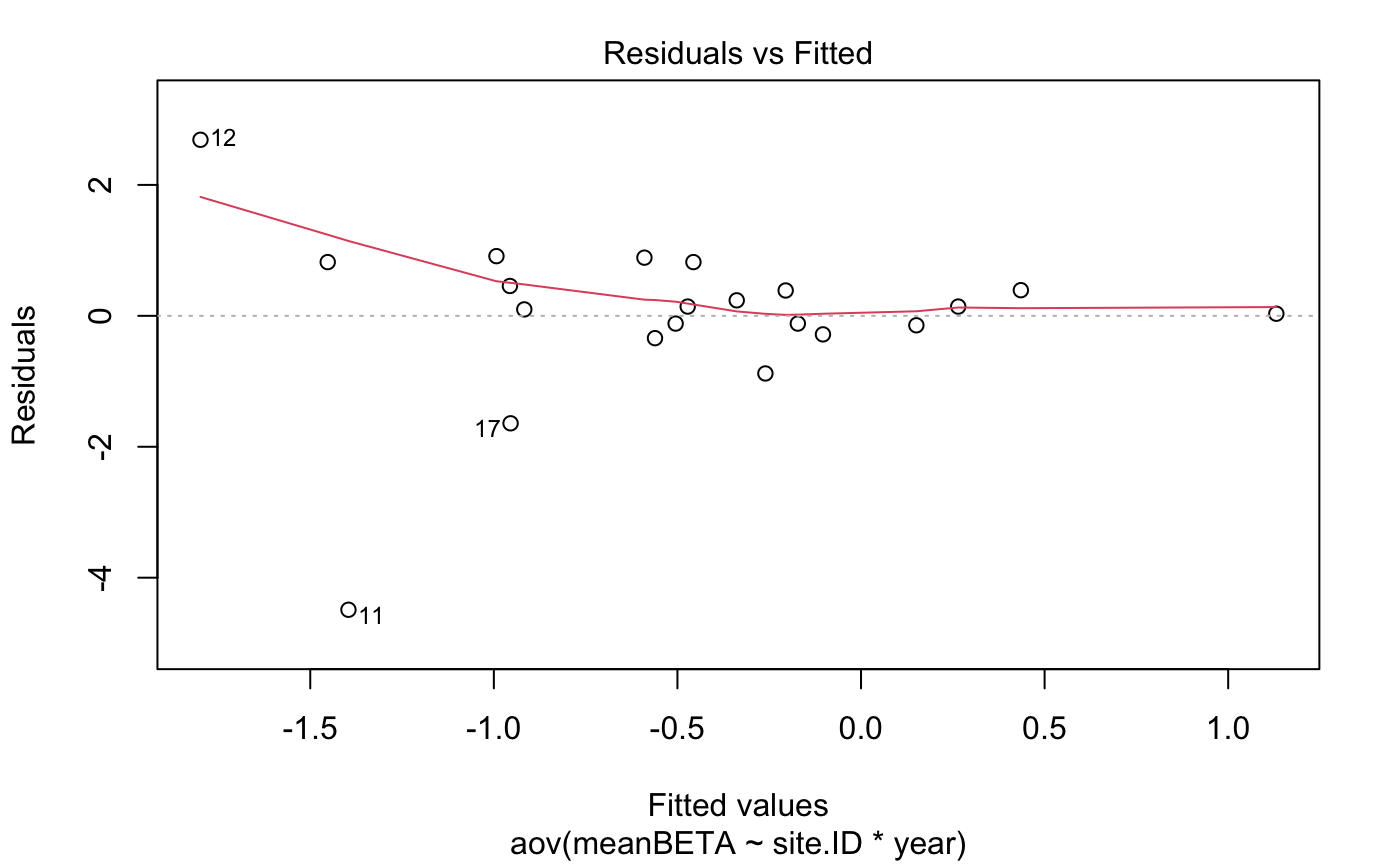 Residuals vs Fitted
Residuals
2
0
-2
-4
12
17
11
-1.5 -1.0 -0.5 0.0 0.5 1.0
Fitted values
aov(meanBETA ~ site.ID * year)